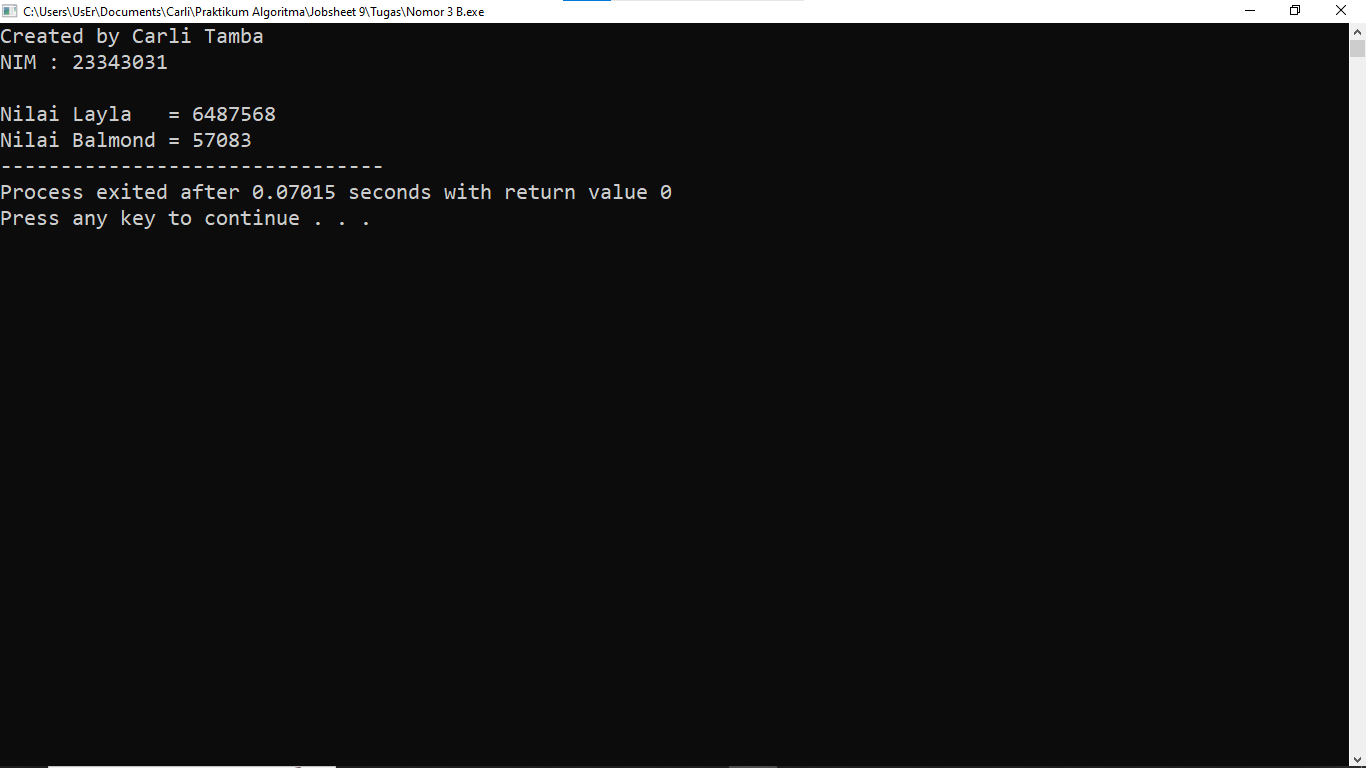 C:\Users\UsEr\Documents\Carli\Praktikum Algoritma\Jobsheet 9\Tugas\Nomor 3 B.exe
Created by Carli Tamba
NIM : 23343031
Nilai Layla   = 6487568
Nilai Balmond = 57083
--------------------------------
Process exited after 0.07015 seconds with return value 0
Press any key to continue . . .